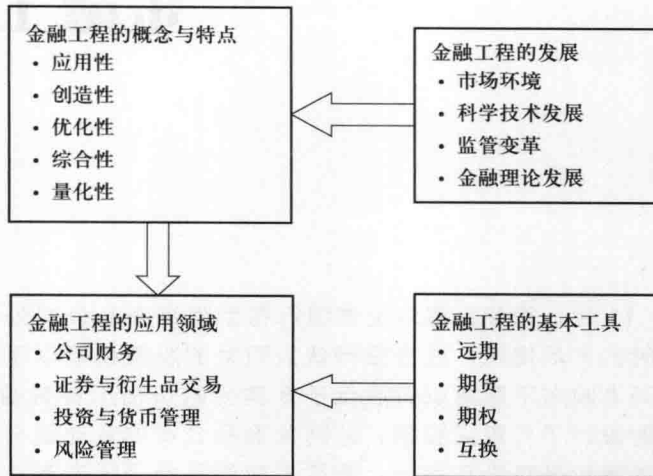 金融工程的概念与特点
• 应用性
• 创造性
• 优化性
• 综合性
• 量化性
金融工程的发展
• 市场环境
• 科学技术发展
• 监管变革
• 金融理论发展
金融工程的应用领域
• 公司财务
• 证券与衍生品交易
• 投资与货币管理
• 风险管理
金融工程的基本工具
• 远期
• 期货
• 期权
• 互换